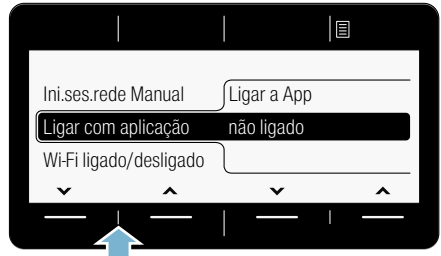 Ini.ses.rede Manual
Ligar a App
Ligar com aplicação
não ligado
Wi-Fi ligado/desligado